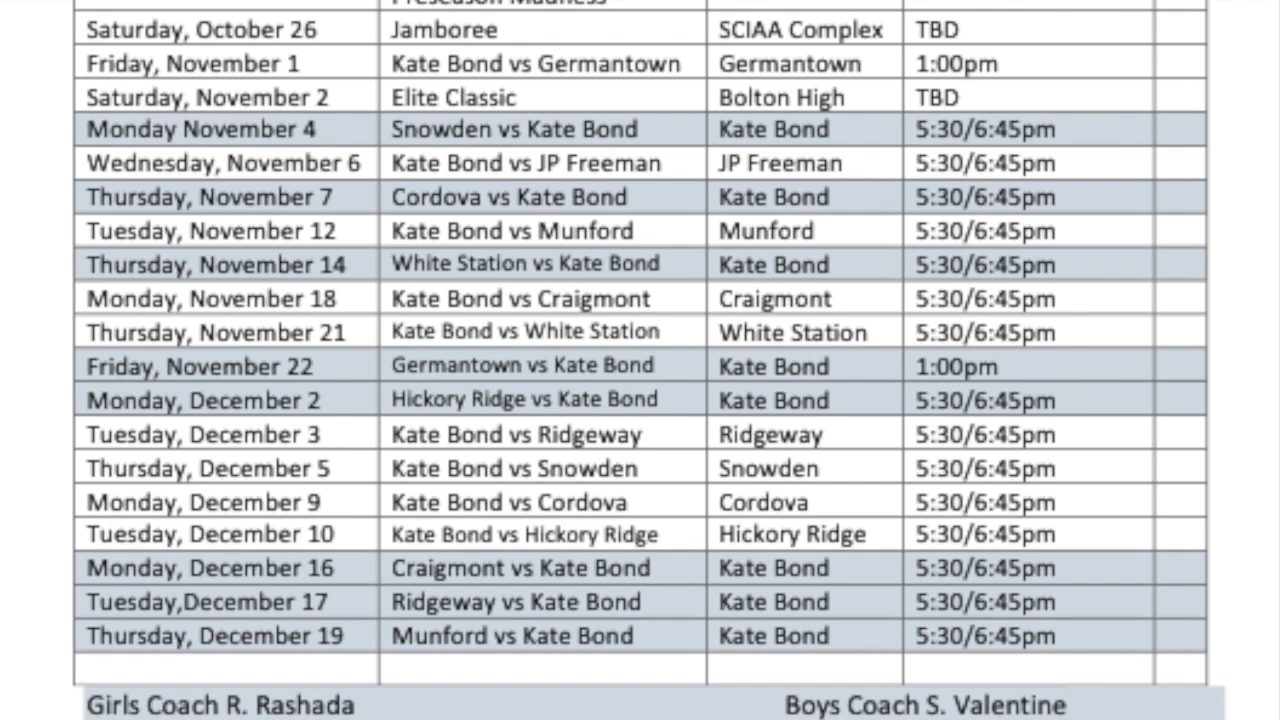 Preseason Madness
Saturday, October 26 Jamboree SCIAA Complex TBD
Friday, November 1 Kate Bond vs Germantown Germantown 1:00pm
Saturday, November 2 Elite Classic Bolton High TBD
Monday November 4 Snowden vs Kate Bond Kate Bond 5:30/6:45pm
Wednesday, November 6 Kate Bond vs JP Freeman JP Freeman 5:30/6:45pm
Thursday, November 7 Cordova vs Kate Bond Kate Bond 5:30/6:45pm
Tuesday, November 12 Kate Bond vs Munford Munford 5:30/6:45pm
Thursday, November 14 White Station vs Kate Bond Kate Bond 5:30/6:45pm
Monday, November 18 Kate Bond vs Craigmont Craigmont 5:30/6:45pm
Thursday, November 21 Kate Bond vs White Station White Station 5:30/6:45pm
Friday, November 22 Germantown vs Kate Bond Kate Bond 1:00pm
Monday, December 2 Hickory Ridge vs Kate Bond Kate Bond 5:30/6:45pm
Tuesday, December 3 Kate Bond vs Ridgeway Ridgeway 5:30/6:45pm
Thursday, December 5 Kate Bond vs Snowden Snowden 5:30/6:45pm
Monday, December 9 Kate Bond vs Cordova Cordova 5:30/6:45pm
Tuesday, December 10 Kate Bond vs Hickory Ridge Hickory Ridge 5:30/6:45pm
Monday, December 16 Craigmont vs Kate Bond Kate Bond 5:30/6:45pm
Tuesday,December 17 Ridgeway vs Kate Bond Kate Bond 5:30/6:45pm
Thursday, December 19 Munford vs Kate Bond Kate Bond 5:30/6:45pm
Girls Coach R. Rashada Boys Coach S. Valentine